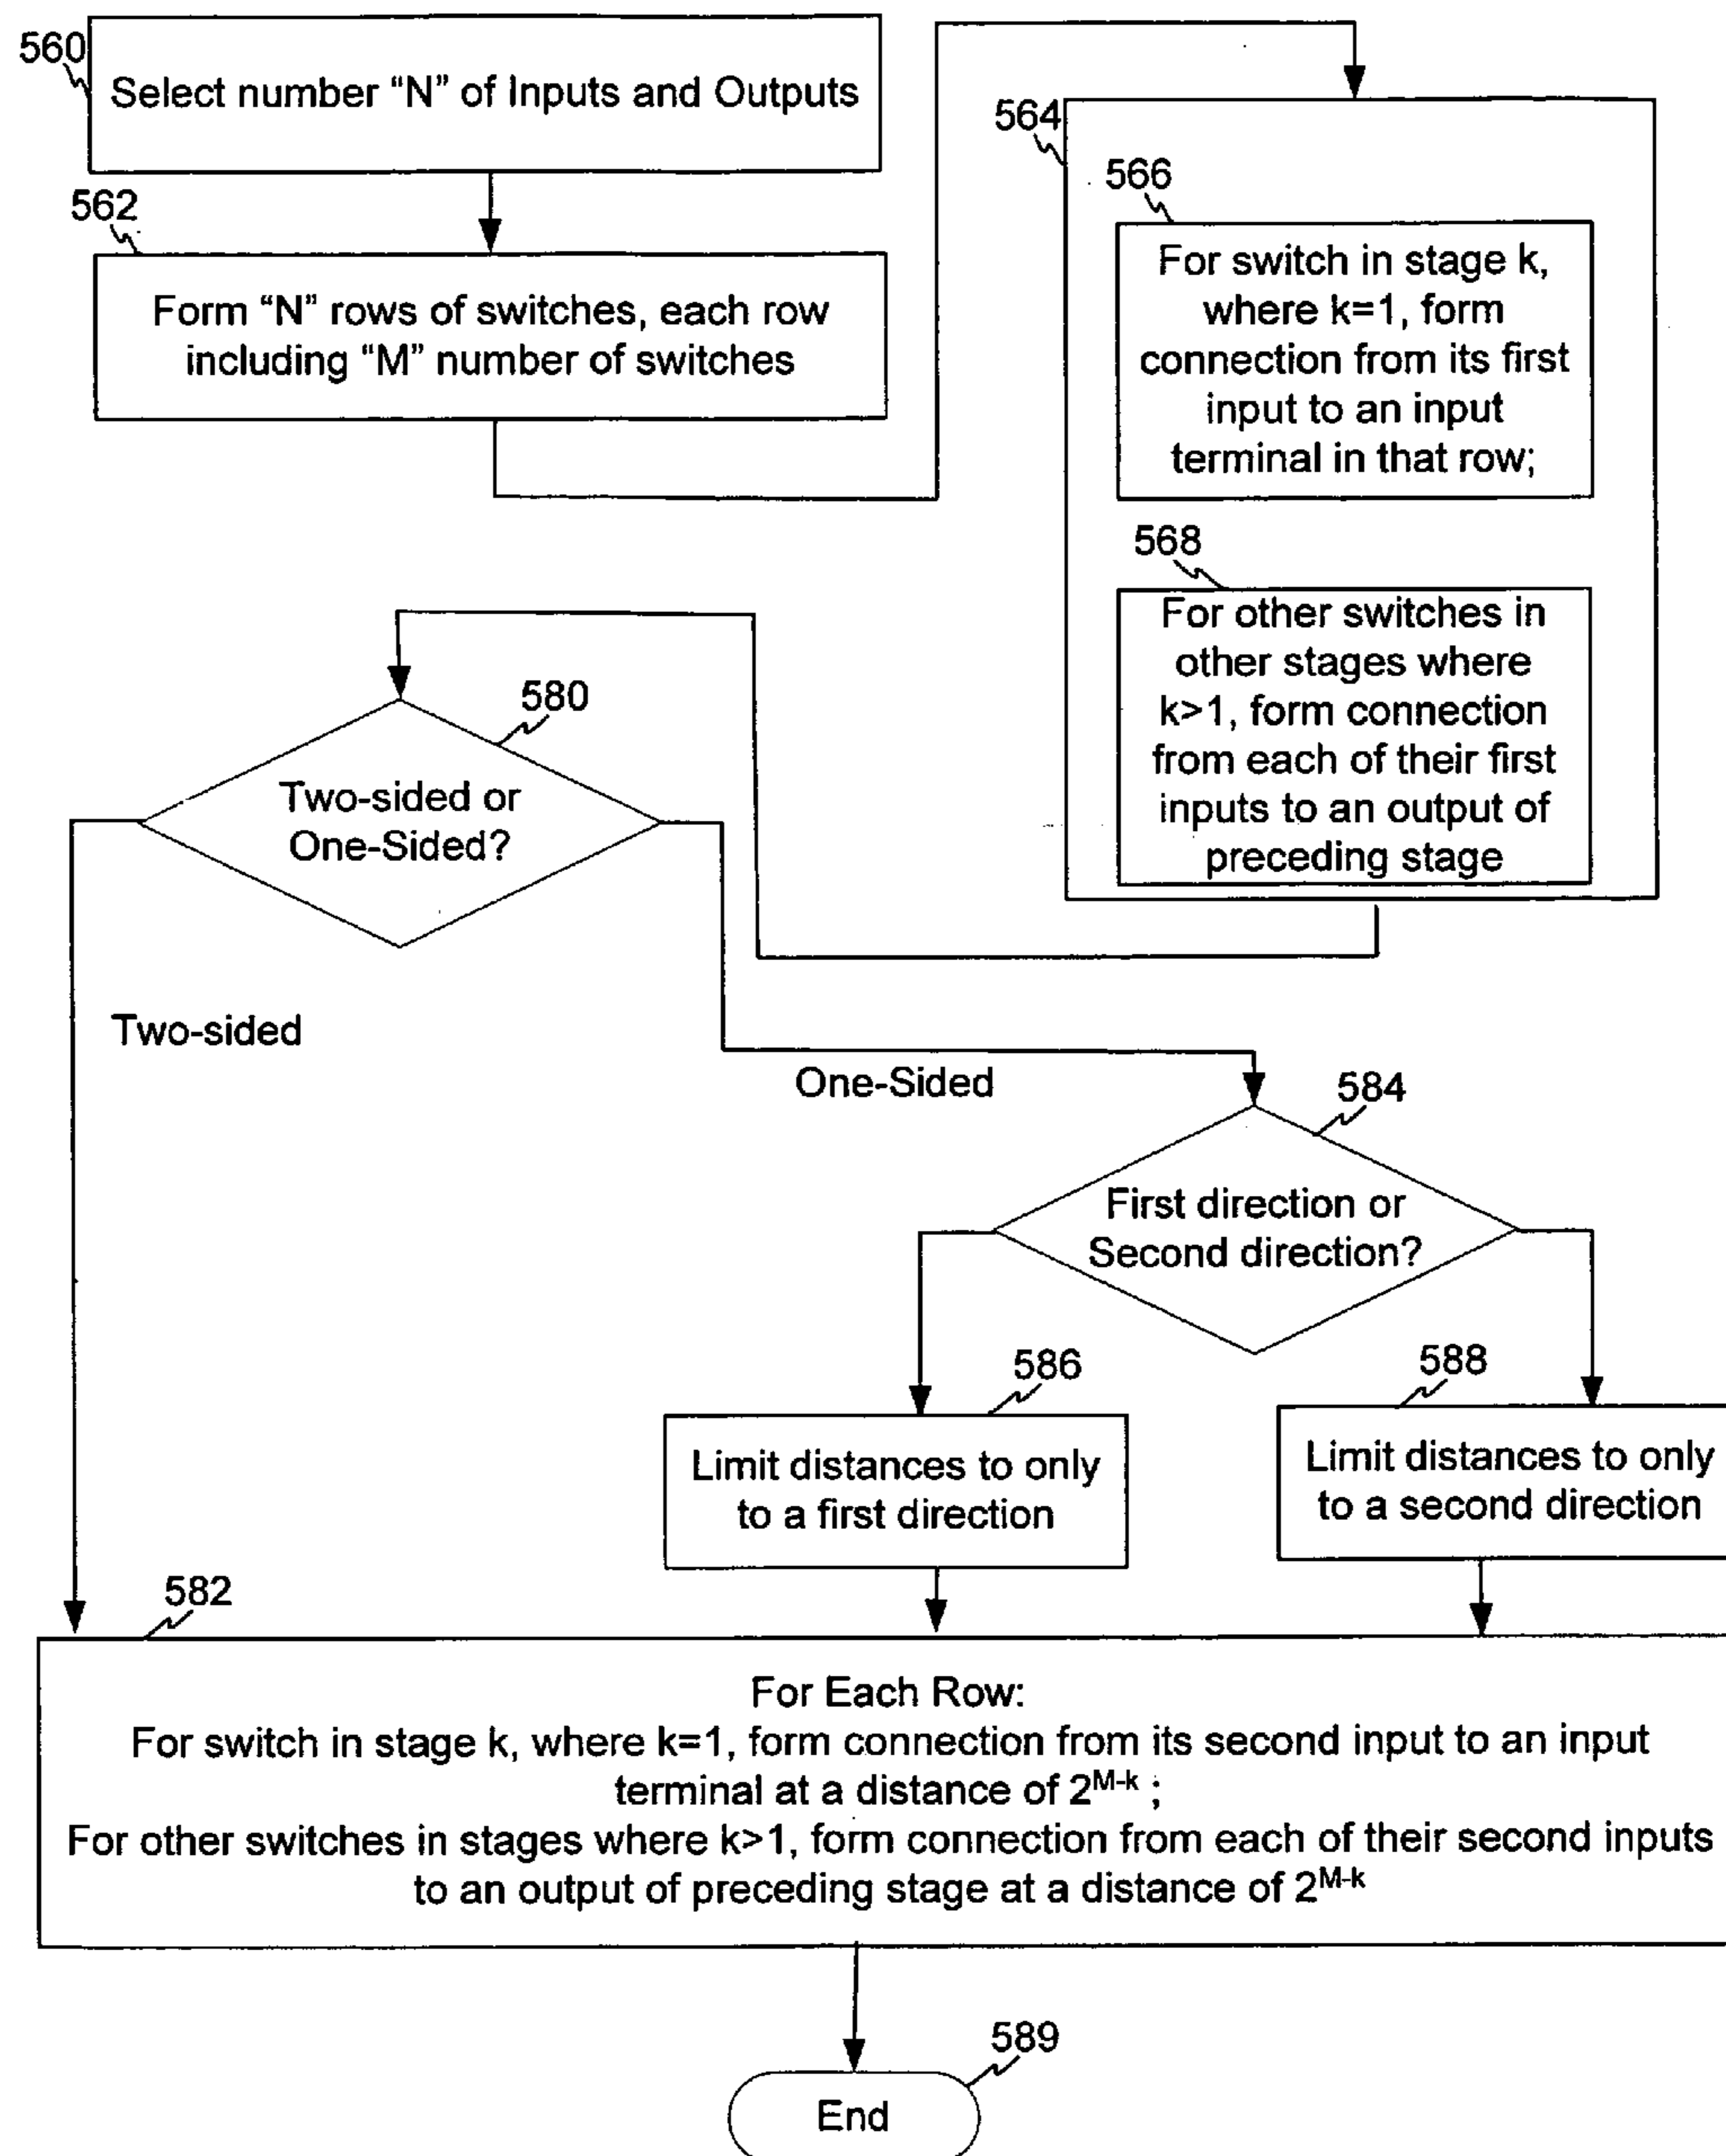 560
Select number “N” of Inputs and Outputs
562
Form “N” rows of switches, each row
including “M” number of switches
564
566
For switch in stage k,
where k=1, form
connection from its first
input to an input
terminal in that row;
568
For other switches in
other stages where
k>1, form connection
from each of their first
inputs to an output of
preceding stage
580
Two-sided or
One-Sided?
Two-sided
One-Sided
584
First direction or
Second direction?
586
Limit distances to only
to a first direction
588
Limit distances to only
to a second direction
582
For Each Row:
For switch in stage k, where k=1, form connection from its second input to an input
terminal at a distance of 2^M-k ;
For other switches in stages where k>1, form connection from each of their second inputs
to an output of preceding stage at a distance of 2^M-k
589
End